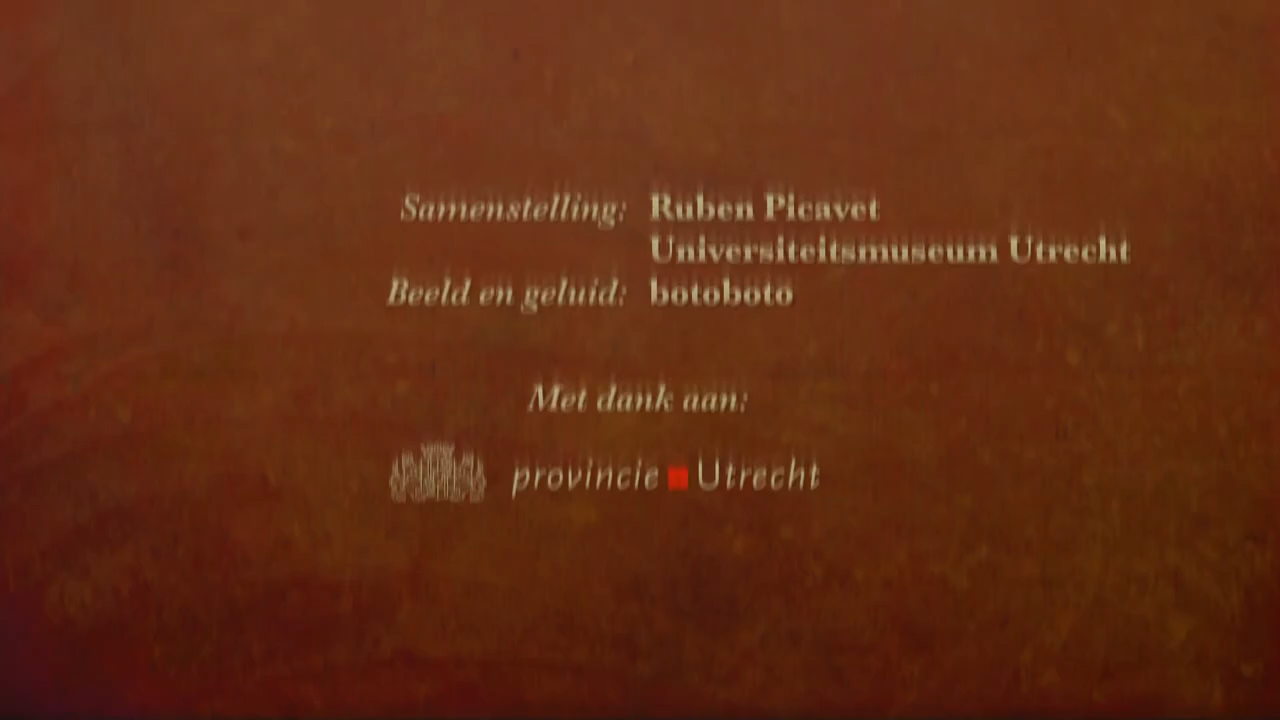 Samenstelling: Ruben Picavet
Universiteitsmuseum Utrecht
Beeld en geluid: botoboto
Met dank aan:
provincie Utrecht